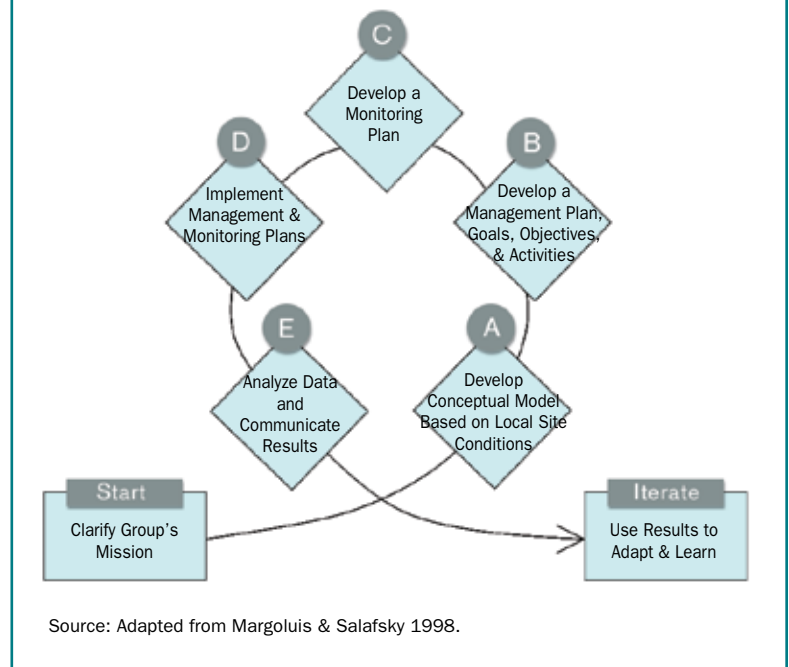 C
Develop a
Monitoring
Plan
D
Implement
Management &
Monitoring Plans
B
Develop a
Management Plan,
Goals, Objectives,
& Activities
E
Analyze Data
and
Communicate
Results
A
Develop
Conceptual Model
Based on Local Site
Conditions
Start
Clarify Group's
Mission
Iterate
Use Results to
Adapt & Learn
Source: Adapted from Margoluis & Salafsky 1998.